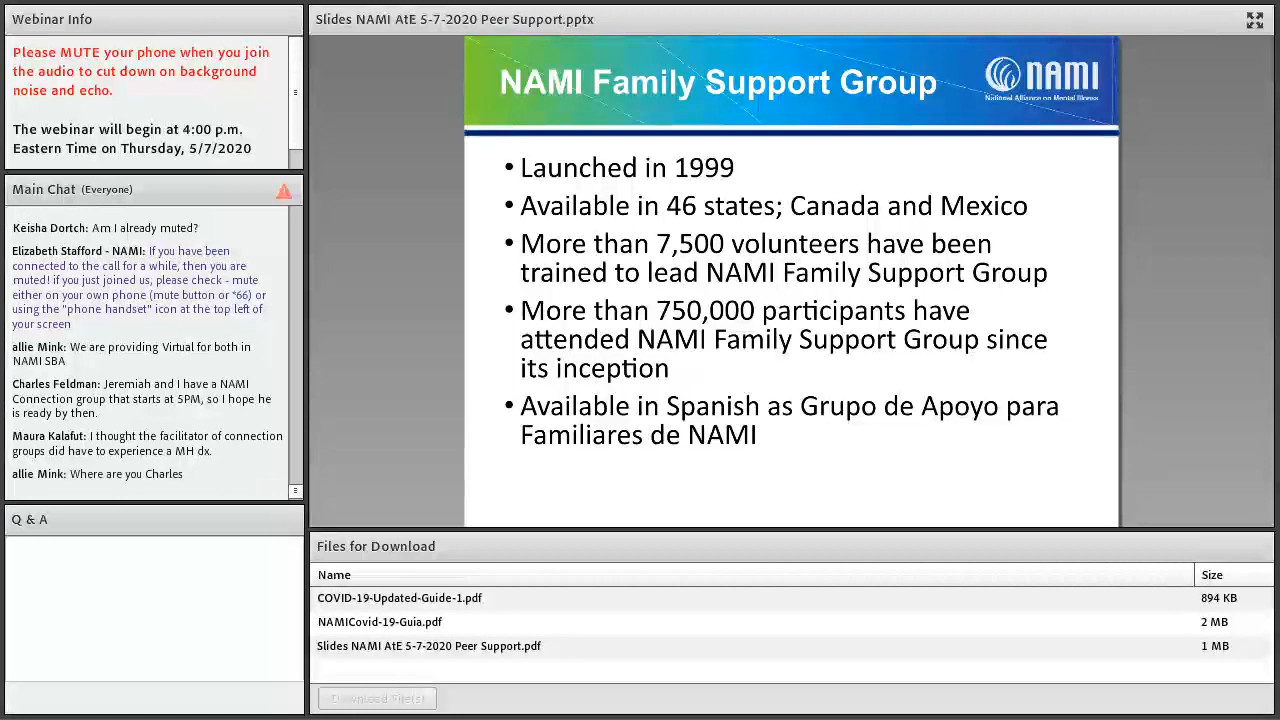 Webinar Info
Please MUTE your phone when you join
the audio to cut down on background
noise and echo.
The webinar will begin at 4:00 p.m.
Eastern Time on Thursday, 5/7/2020
Main Chat (Everyone)
Keisha Dortch: Am I already muted?
Elizabeth Stafford - NAMI: If you have been
connected to the call for a while, then you are
muted! if you just joined us, please check - mute
either on your own phone (mute button or *66) or
using the "phone handset" icon at the top left of
your screen
allie Mink: We are providing Virtual for both in
NAMI SBA
Charles Feldman: Jeremiah and I have a NAMI
Connection group that starts at 5PM, so I hope he
is ready by then.
Maura Kalafut: I thought the facilitator of connection
groups did have to experience a MH dx.
allie Mink: Where are you Charles
Q & A
Slides NAMI AtE 5-7-2020 Peer Support.pptx
NAMI Family Support Group
NAMI
National Alliance on Mental Illness
• Launched in 1999
• Available in 46 states; Canada and Mexico
• More than 7,500 volunteers have been
trained to lead NAMI Family Support Group
• More than 750,000 participants have
attended NAMI Family Support Group since
its inception
• Available in Spanish as Grupo de Apoyo para
Familiares de NAMI
Files for Download
Name Size
COVID-19-Updated-Guide-1.pdf 894 KB
NAMICovid-19-Guia.pdf 2 MB
Slides NAMI AtE 5-7-2020 Peer Support.pdf 1 MB
Download File(s)